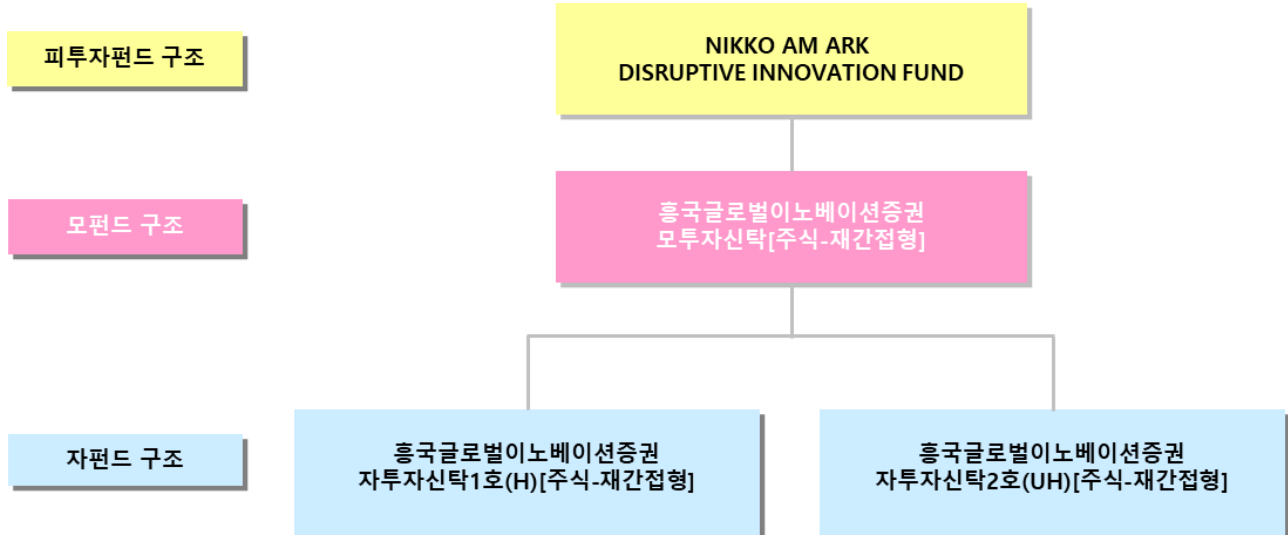 피투자펀드 구조
NIKKO AM ARK
DISRUPTIVE INNOVATION FUND
모펀드 구조
흥국글로벌이노베이션증권
모투자신탁[주식-재간접형]
자펀드 구조
흥국글로벌이노베이션증권
자투자신탁1호(H)[주식-재간접형]
흥국글로벌이노베이션증권
자투자신탁2호(UH)[주식-재간접형]